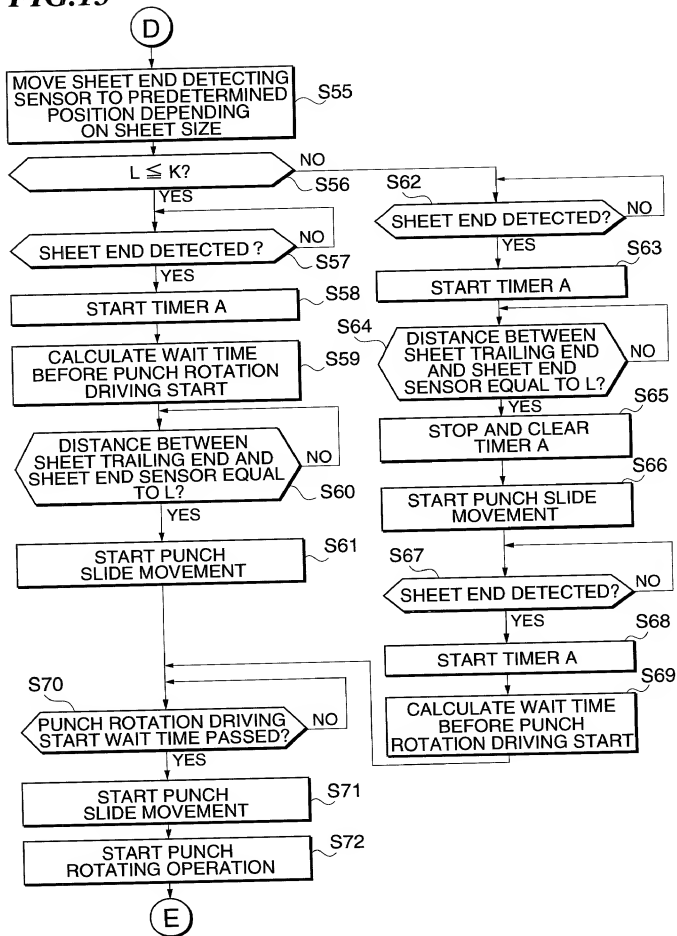 FIG.15
D
MOVE SHEET END DETECTING
SENSOR TO PREDETERMINED
POSITION DEPENDING
ON SHEET SIZE
S55
L ≦ K?
NO
S56
YES
SHEET END DETECTED ?
NO
S57
YES
START TIMER A
S58
CALCULATE WAIT TIME
BEFORE PUNCH ROTATION
DRIVING START
S59
DISTANCE BETWEEN
SHEET TRAILING END AND
SHEET END SENSOR EQUAL
TO L?
NO
S60
YES
START PUNCH
SLIDE MOVEMENT
S61
S62
SHEET END DETECTED?
NO
YES
S63
START TIMER A
S64
DISTANCE BETWEEN
SHEET TRAILING END
AND SHEET END
SENSOR EQUAL TO L?
NO
YES
S65
STOP AND CLEAR
TIMER A
S66
START PUNCH SLIDE
MOVEMENT
S67
SHEET END DETECTED?
NO
YES
S68
START TIMER A
S69
CALCULATE WAIT TIME
BEFORE PUNCH
ROTATION DRIVING START
S70
PUNCH ROTATION DRIVING
START WAIT TIME PASSED?
NO
YES
START PUNCH
SLIDE MOVEMENT
S71
START PUNCH
ROTATING OPERATION
S72
E